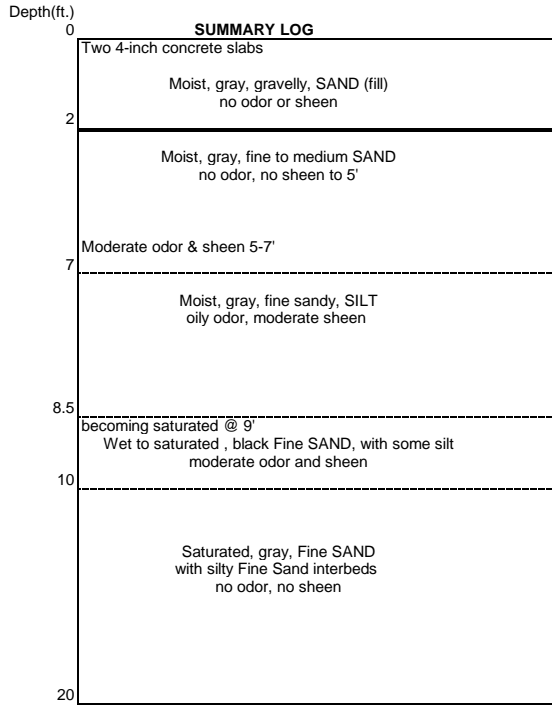 Depth(ft.)
0 SUMMARY LOG
Two 4-inch concrete slabs
Moist, gray, gravelly, SAND (fill)
no odor or sheen
2
Moist, gray, fine to medium SAND
no odor, no sheen to 5'
Moderate odor & sheen 5-7'
7
Moist, gray, fine sandy, SILT
oily odor, moderate sheen
8.5
becoming saturated @ 9'
Wet to saturated , black Fine SAND, with some silt
moderate odor and sheen
10
Saturated, gray, Fine SAND
with silty Fine Sand interbeds
no odor, no sheen
20